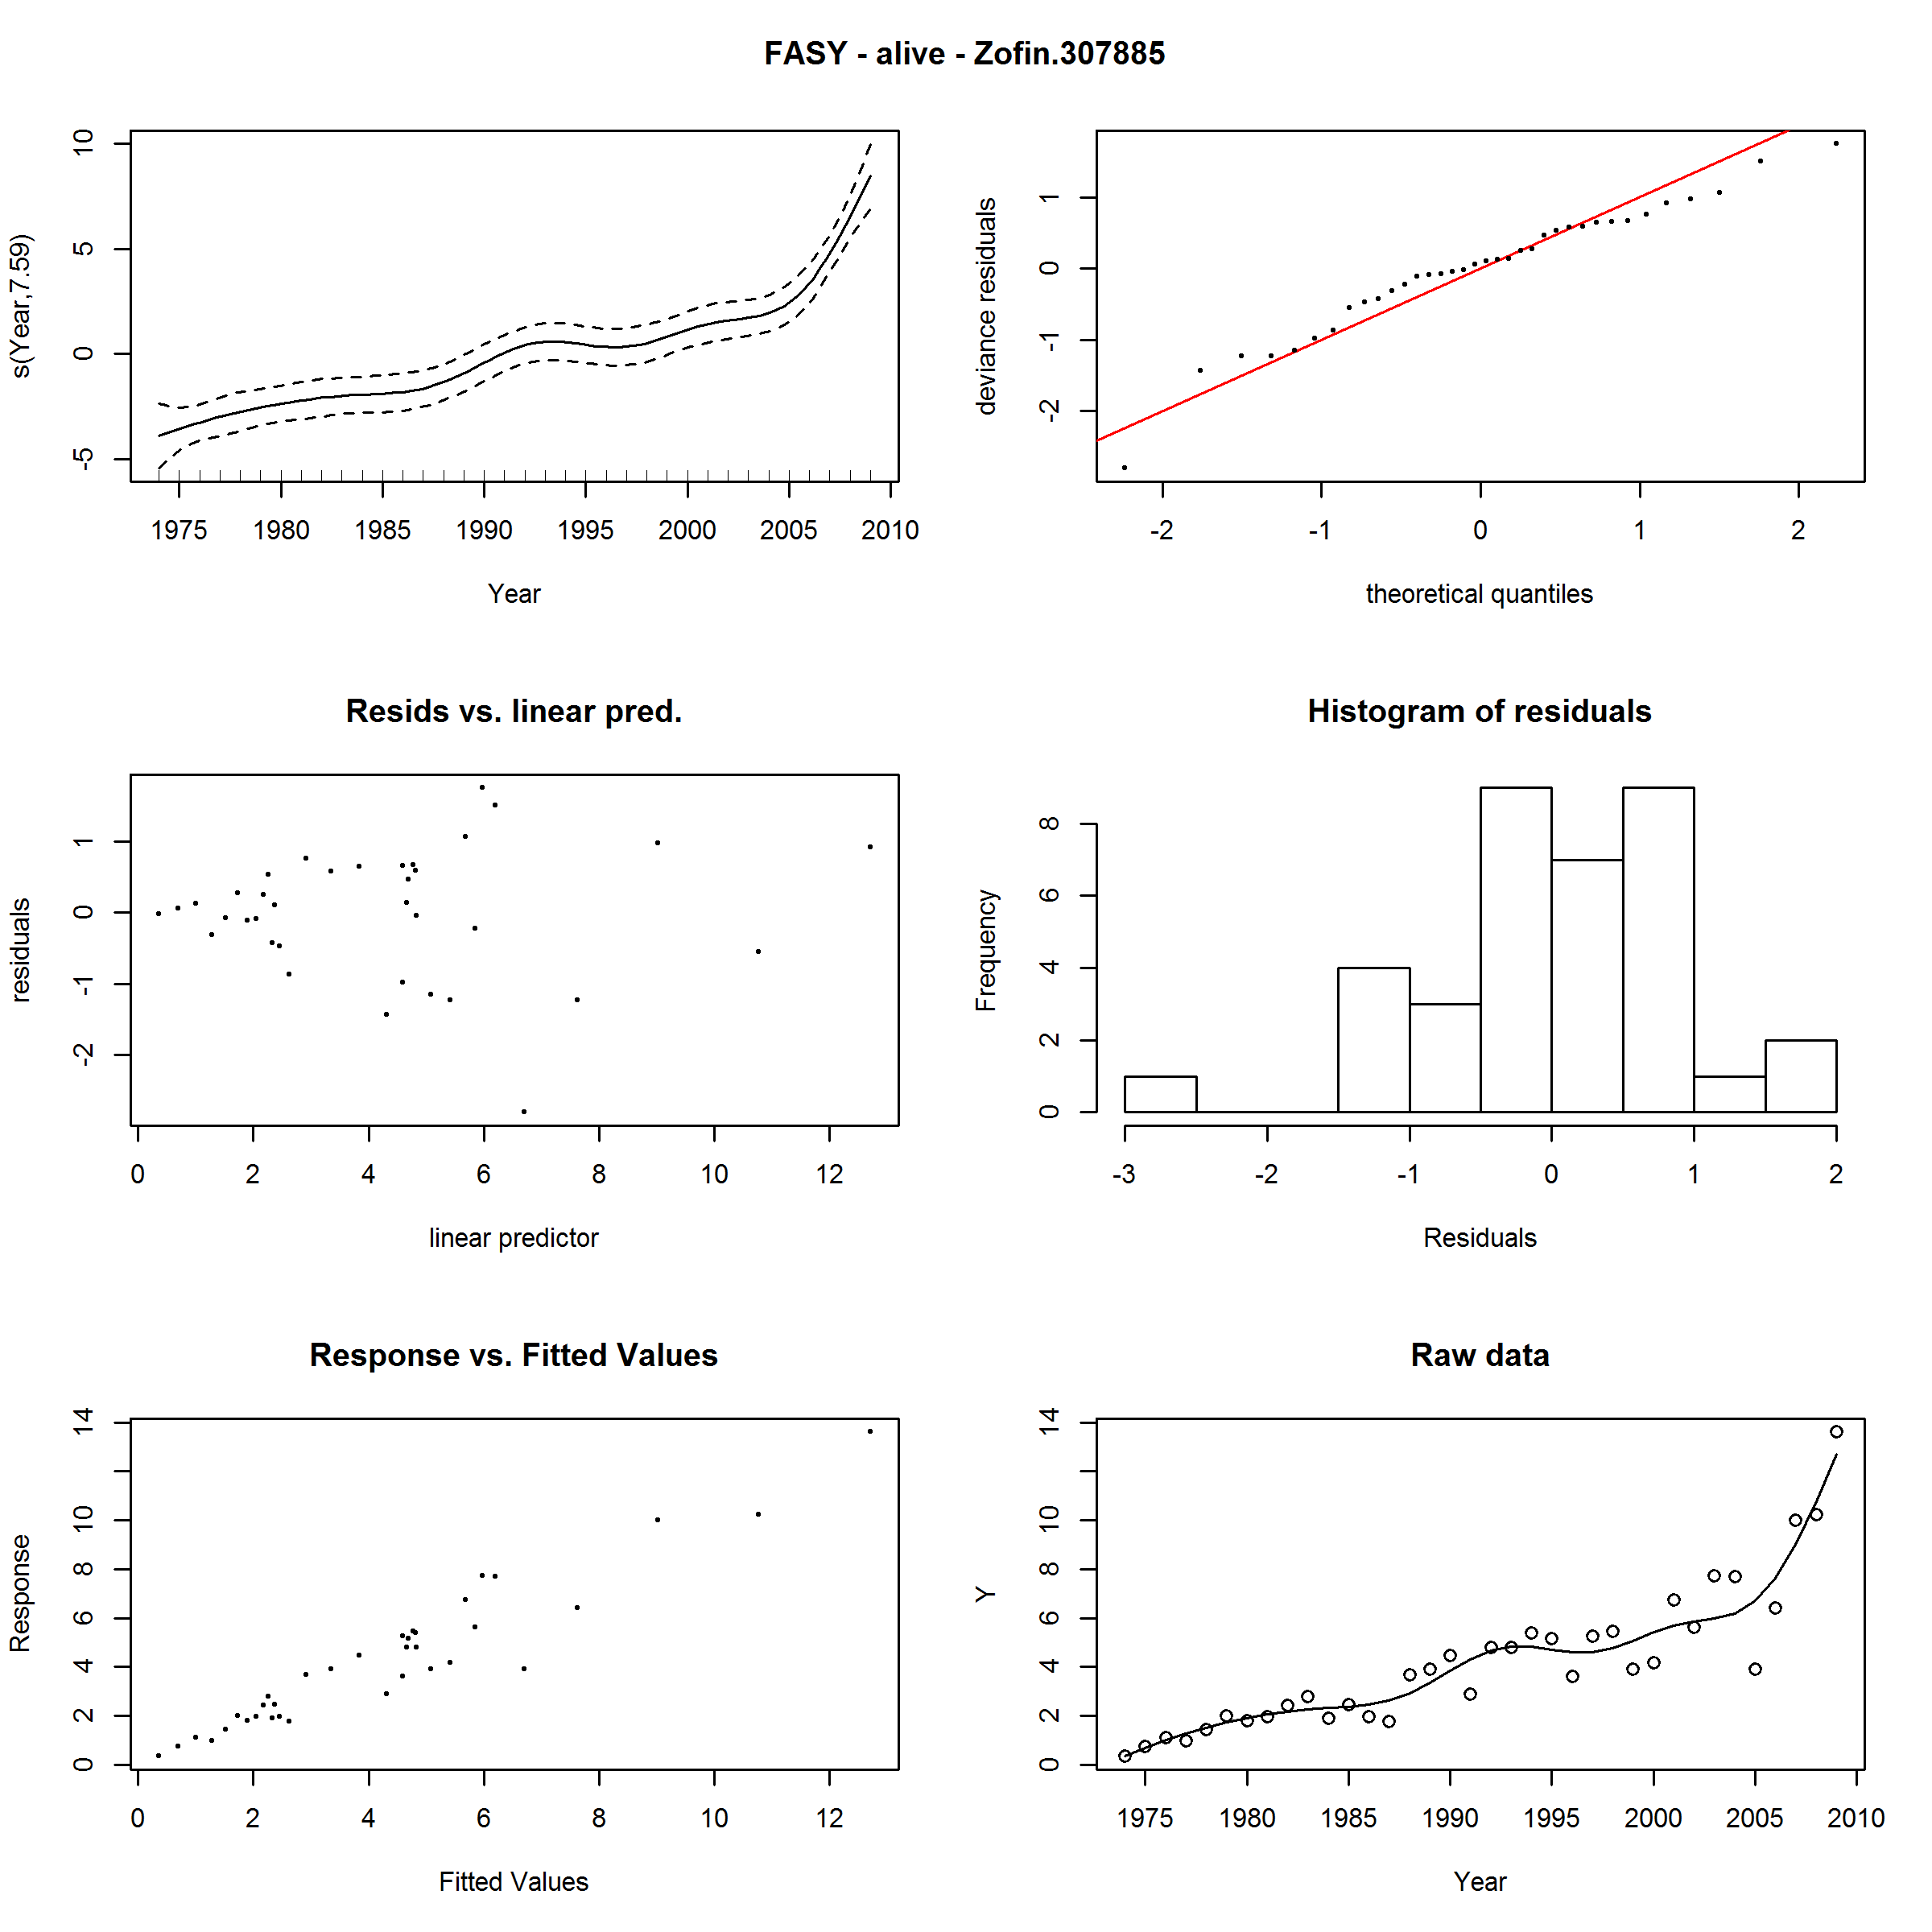 FASY - alive - Zofin.307885
s(Year,7.59)
10
5
0
-5
1975 1980 1985 1990 1995 2000 2005 2010
Year
deviance residuals
1
0
-1
-2
-2 -1 0 1 2
theoretical quantiles
Resids vs. linear pred.
residuals
1
0
-1
-2
0 2 4 6 8 10 12
linear predictor
Histogram of residuals
Frequency
8
6
4
2
0
-3 -2 -1 0 1 2
Residuals
Response vs. Fitted Values
Response
14
10
8
6
4
2
0
0 2 4 6 8 10 12
Fitted Values
Raw data
Y
14
10
8
6
4
2
0
1975 1980 1985 1990 1995 2000 2005 2010
Year